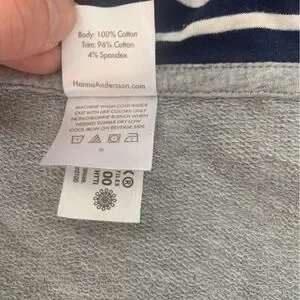 Body: 100% Cotton
Trim: 96% Cotton
4% Spandex
HannaAndersson.com
MACHINE WASH COLD INSIDE
OUT WITH LIKE COLORS ONLY
NON-CHLORINE BLEACH WHEN
NEEDED TUMBLE DRY LOW
COOL IRON ON REVERSE SIDE